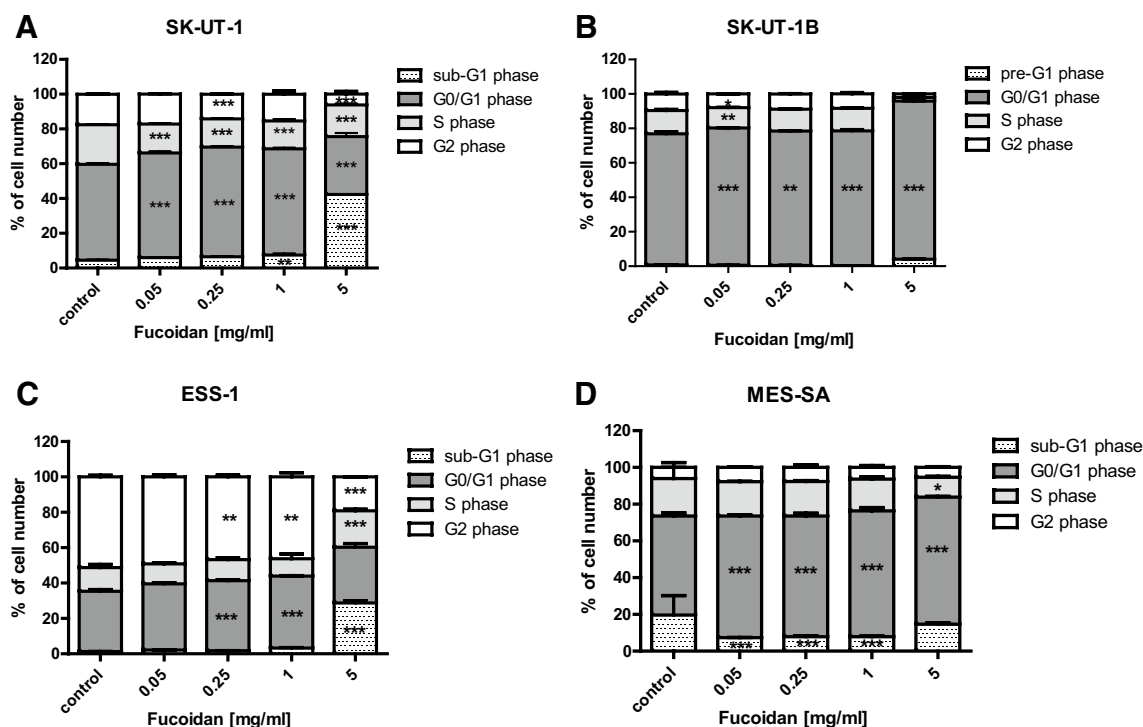 A
SK-UT-1
% of cell number
120
100
80
60
40
20
0
***
***
***
***
***
***
***
**
***
***
***
***
control
0.05
0.25
1
5
Fucoidan [mg/ml]
sub-G1 phase
G0/G1 phase
S phase
G2 phase
B
SK-UT-1B
% of cell number
120
100
80
60
40
20
0
*
**
***
**
***
***
control
0.05
0.25
1
5
Fucoidan [mg/ml]
pre-G1 phase
G0/G1 phase
S phase
G2 phase
C
ESS-1
% of cell number
120
100
80
60
40
20
0
**
***
**
***
***
***
***
control
0.05
0.25
1
5
Fucoidan [mg/ml]
sub-G1 phase
G0/G1 phase
S phase
G2 phase
D
MES-SA
% of cell number
120
100
80
60
40
20
0
***
***
***
***
***
***
*
***
control
0.05
0.25
1
5
Fucoidan [mg/ml]
sub-G1 phase
G0/G1 phase
S phase
G2 phase